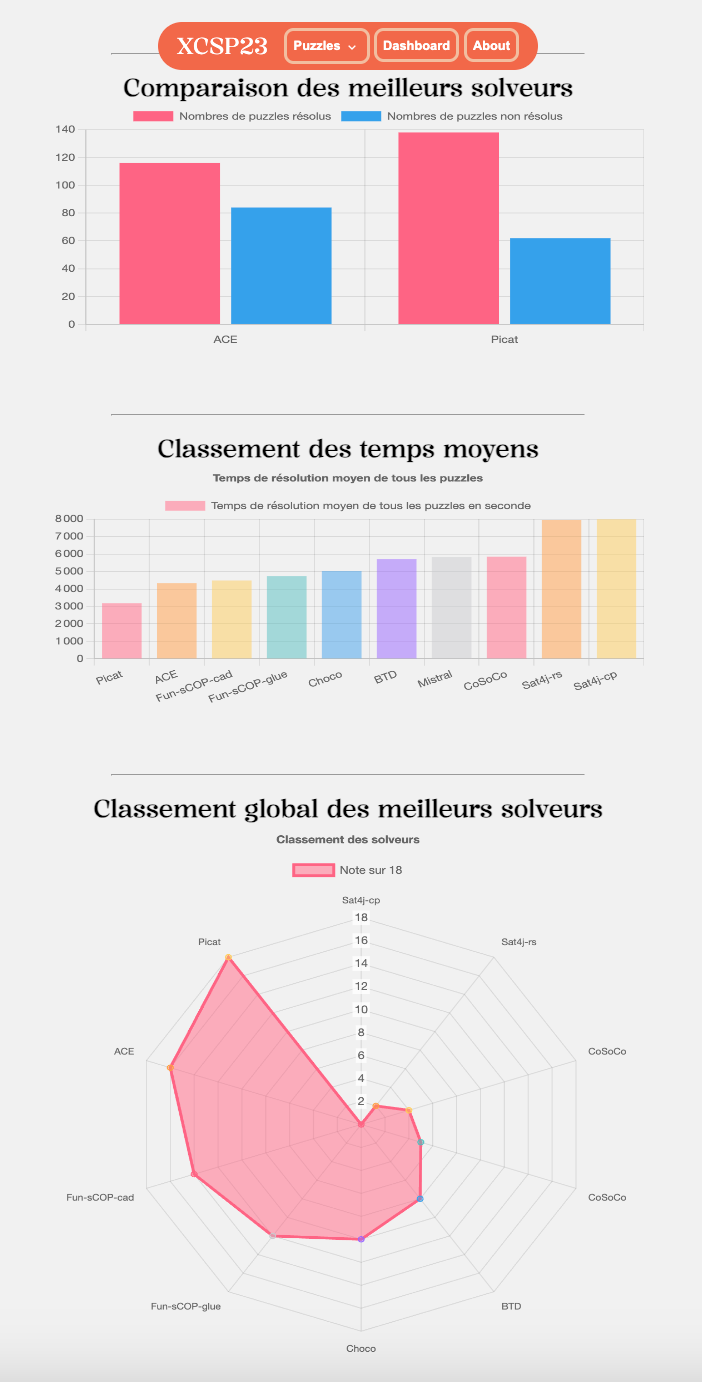 XCSP23 Puzzles Dashboard About
Comparaison des meilleurs solveurs
Nombres de puzzles résolus Nombres de puzzles non résolus
140
120
100
80
60
40
20
0
ACE Picat
Classement des temps moyens
Temps de résolution moyen de tous les puzzles
Temps de résolution moyen de tous les puzzles en seconde
8 000
7 000
6 000
5 000
4 000
3 000
2 000
1 000
0
Picat ACE Fun-sCOP-cad Fun-sCOP-glue Choco BTD Mistral CoSoCo Sat4j-rs Sat4j-cp
Classement global des meilleurs solveurs
Classement des solveurs
Note sur 18
Sat4j-cp
18
Picat Sat4j-rs
16
14
12
10
ACE CoSoCo
8
6
4
2
Fun-sCOP-cad CoSoCo
Fun-sCOP-glue BTD
Choco